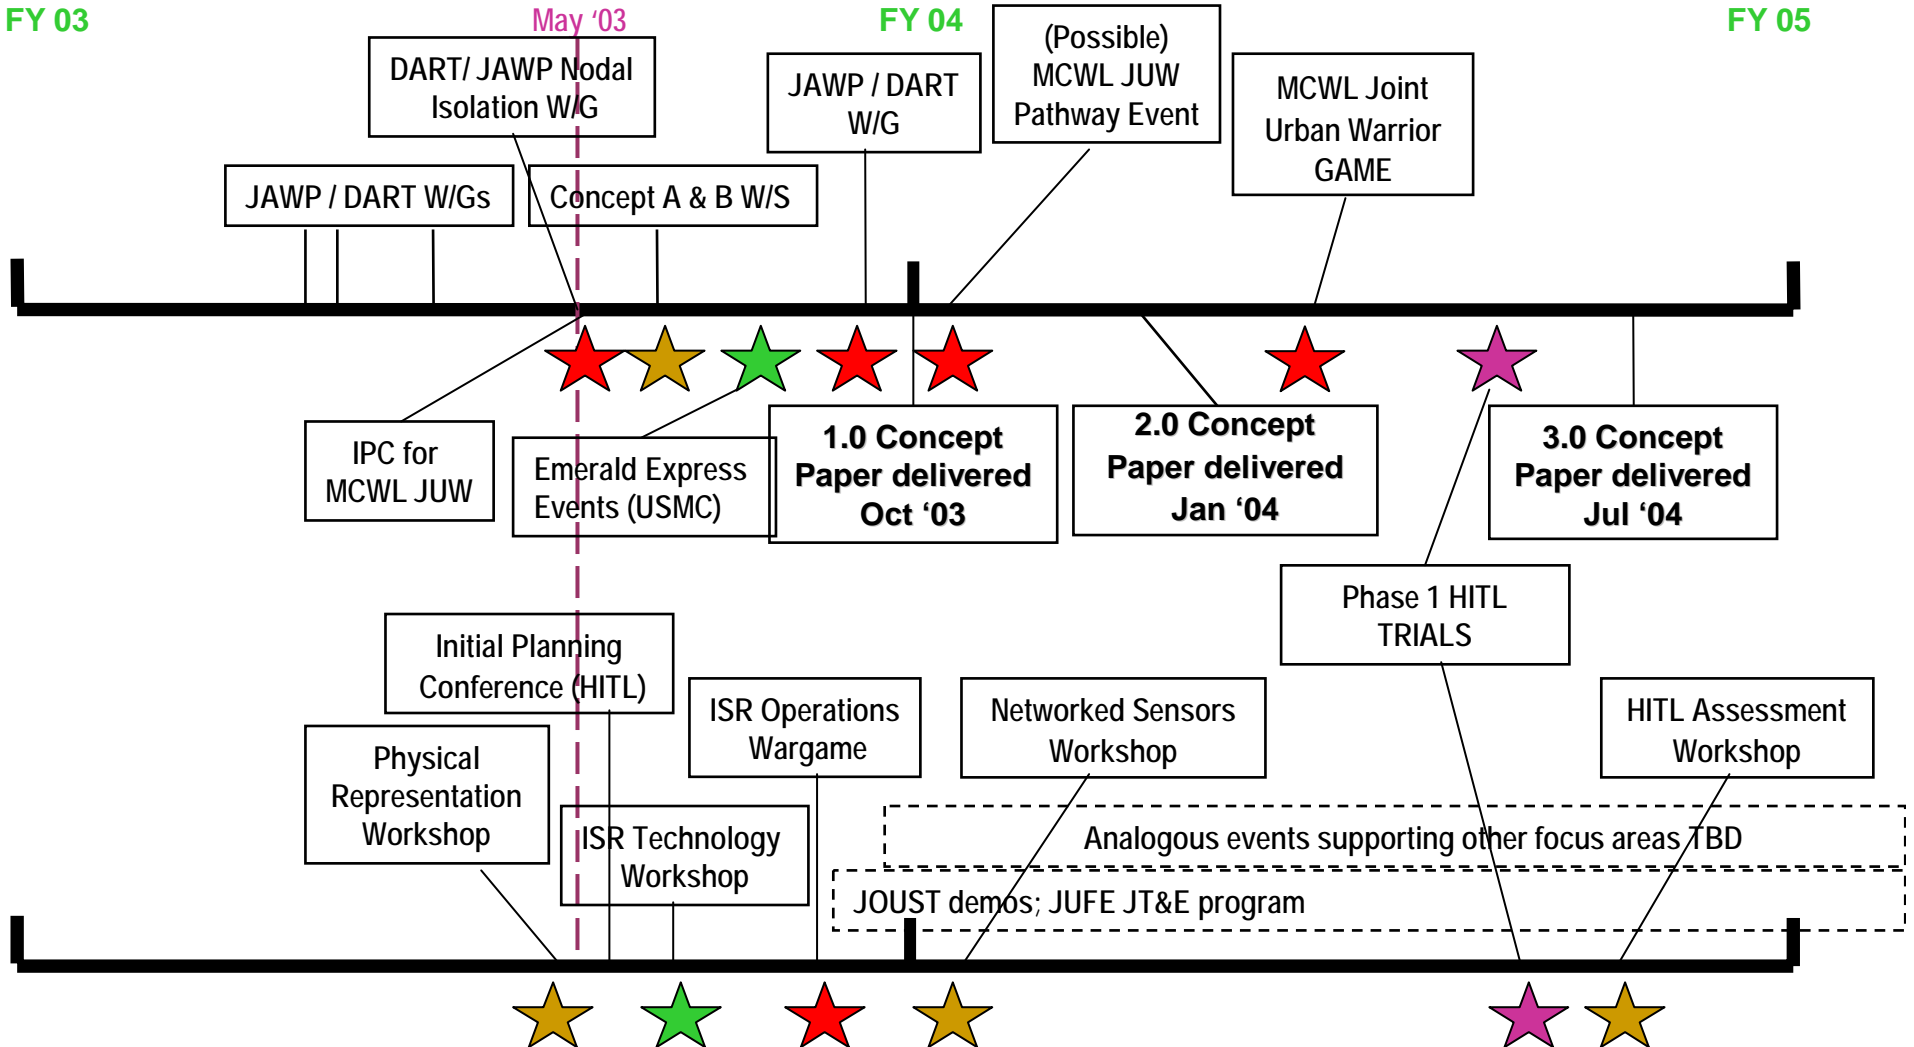 FY 03
May ‘03
FY 04
FY 05
DART/ JAWP Nodal
Isolation W/G
JAWP / DART
W/G
(Possible)
MCWL JUW
Pathway Event
MCWL Joint
Urban Warrior
GAME
JAWP / DART W/Gs
Concept A & B W/S
IPC for
MCWL JUW
Emerald Express
Events (USMC)
1.0 Concept
Paper delivered
Oct ‘03
2.0 Concept
Paper delivered
Jan ‘04
3.0 Concept
Paper delivered
Jul ‘04
Phase 1 HITL
TRIALS
Initial Planning
Conference (HITL)
ISR Operations
Wargame
Networked Sensors
Workshop
HITL Assessment
Workshop
Physical
Representation
Workshop
ISR Technology
Workshop
Analogous events supporting other focus areas TBD
JOUST demos; JUFE JT&E program